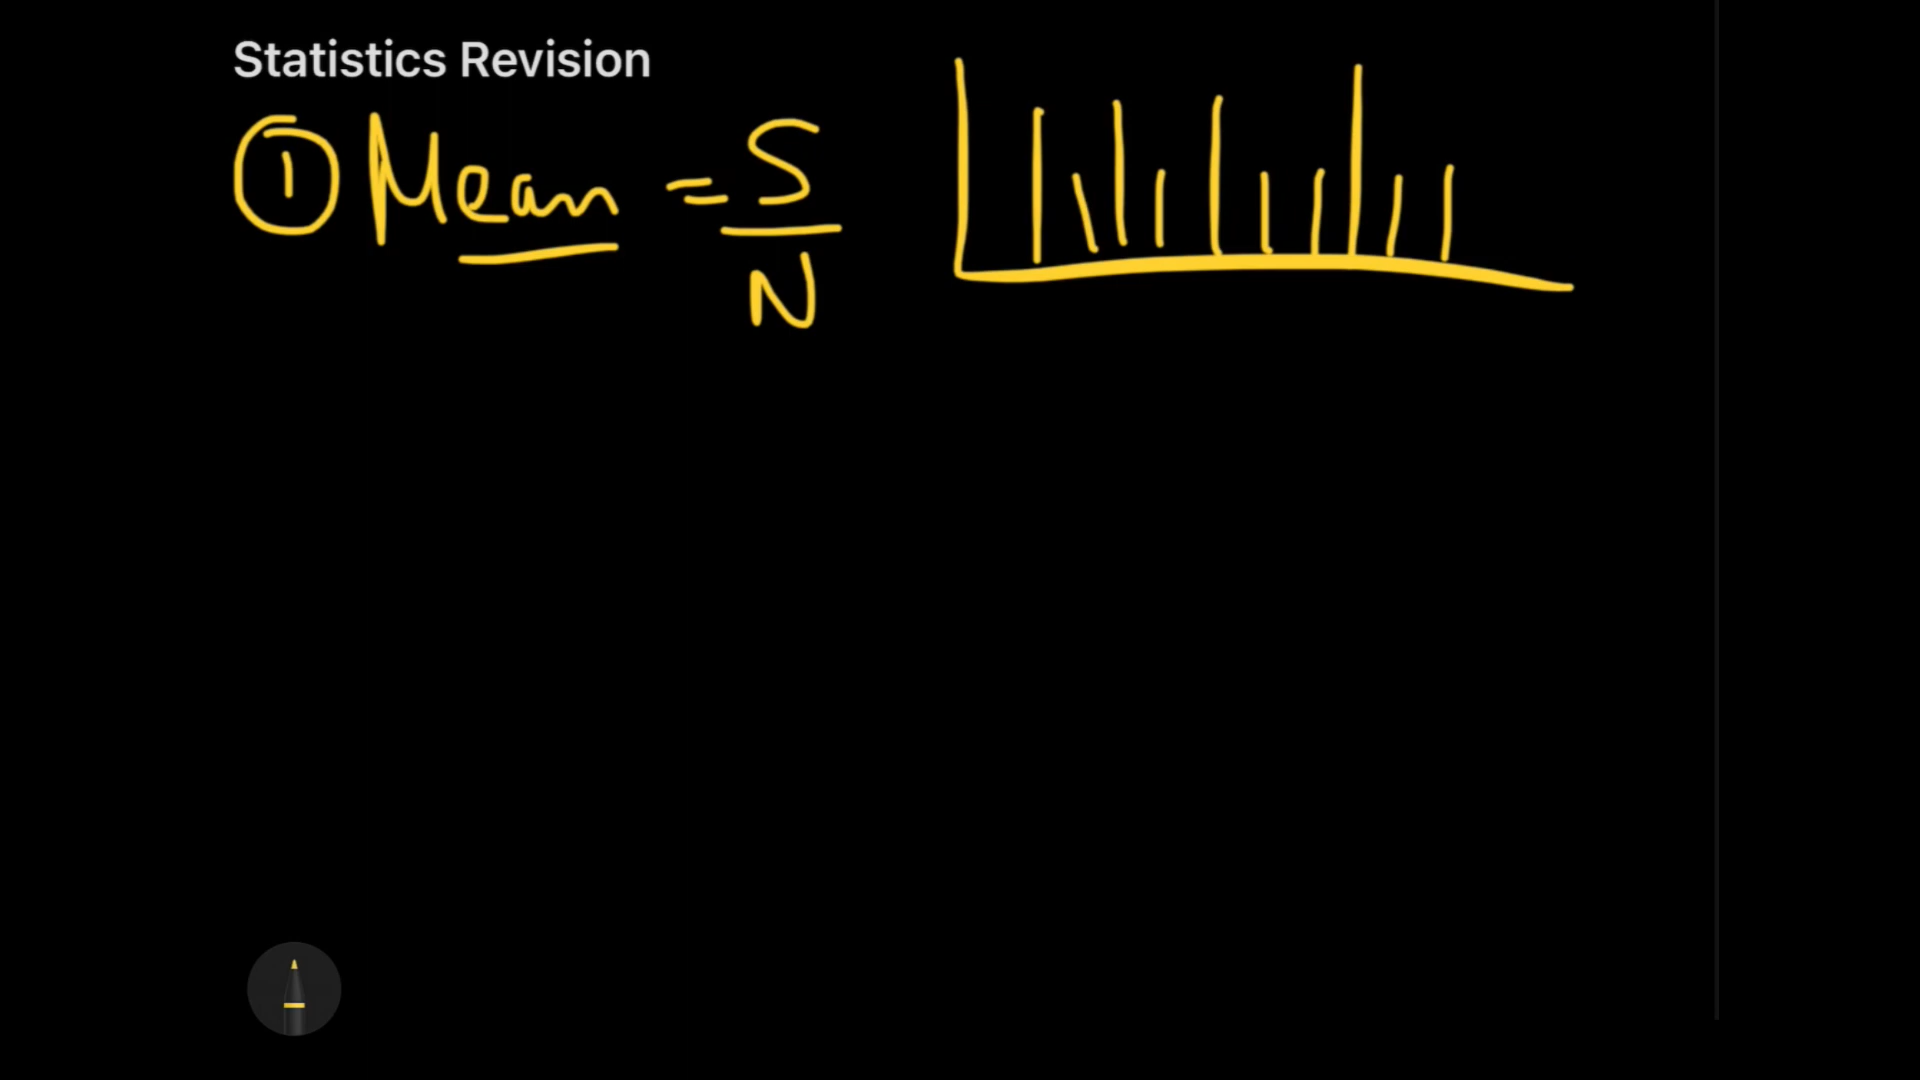 Statistics Revision
① Mean = S
N